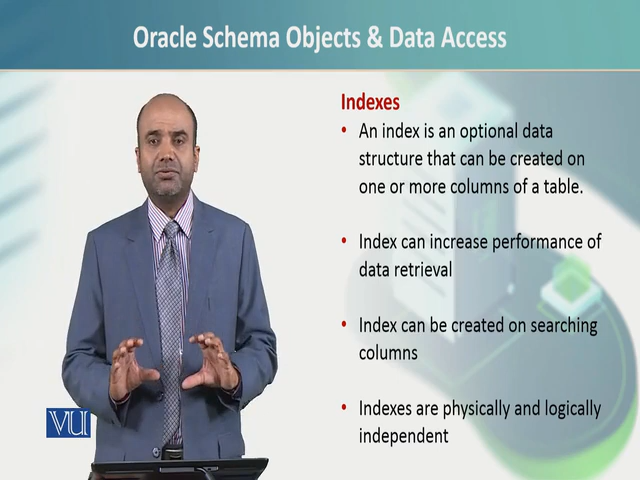 Oracle Schema Objects & Data Access
Indexes
• An index is an optional data
structure that can be created on
one or more columns of a table.
• Index can increase performance of
data retrieval
• Index can be created on searching
columns
• Indexes are physically and logically
independent
VU